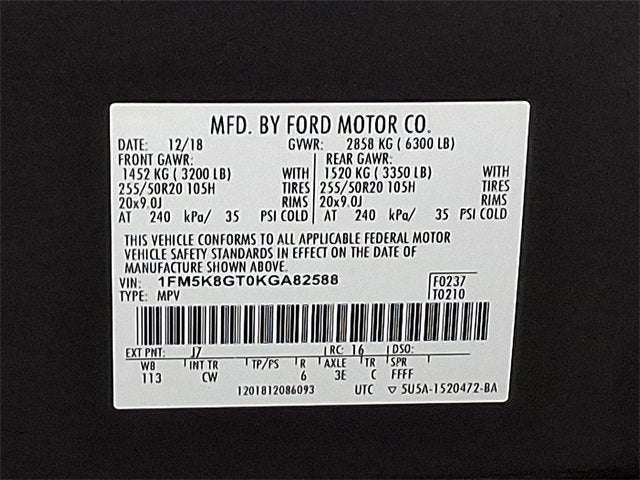 MFD. BY FORD MOTOR CO.
DATE: 12/18 GVWR: 2858 KG ( 6300 LB)
FRONT GAWR: REAR GAWR:
1452 KG ( 3200 LB) WITH 1520 KG ( 3350 LB) WITH
255/50R20 105H TIRES 255/50R20 105H TIRES
20x9.0J RIMS 20x9.0J RIMS
AT 240 kPa/ 35 PSI COLD AT 240 kPa/ 35 PSI COLD
THIS VEHICLE CONFORMS TO ALL APPLICABLE FEDERAL MOTOR
VEHICLE SAFETY STANDARDS IN EFFECT ON THE DATE OF
MANUFACTURE SHOWN ABOVE.
VIN: 1FM5K8GT0KGA82588 F0237
TYPE: MPV T0210
EXT PNT: J7 RC: 16 DSO:
WB INT TR TP/PS R AXLE TR SPR
113 CW 6 3E C FFFF
1201812086093 UTC ▽ 5U5A-1520472-BA